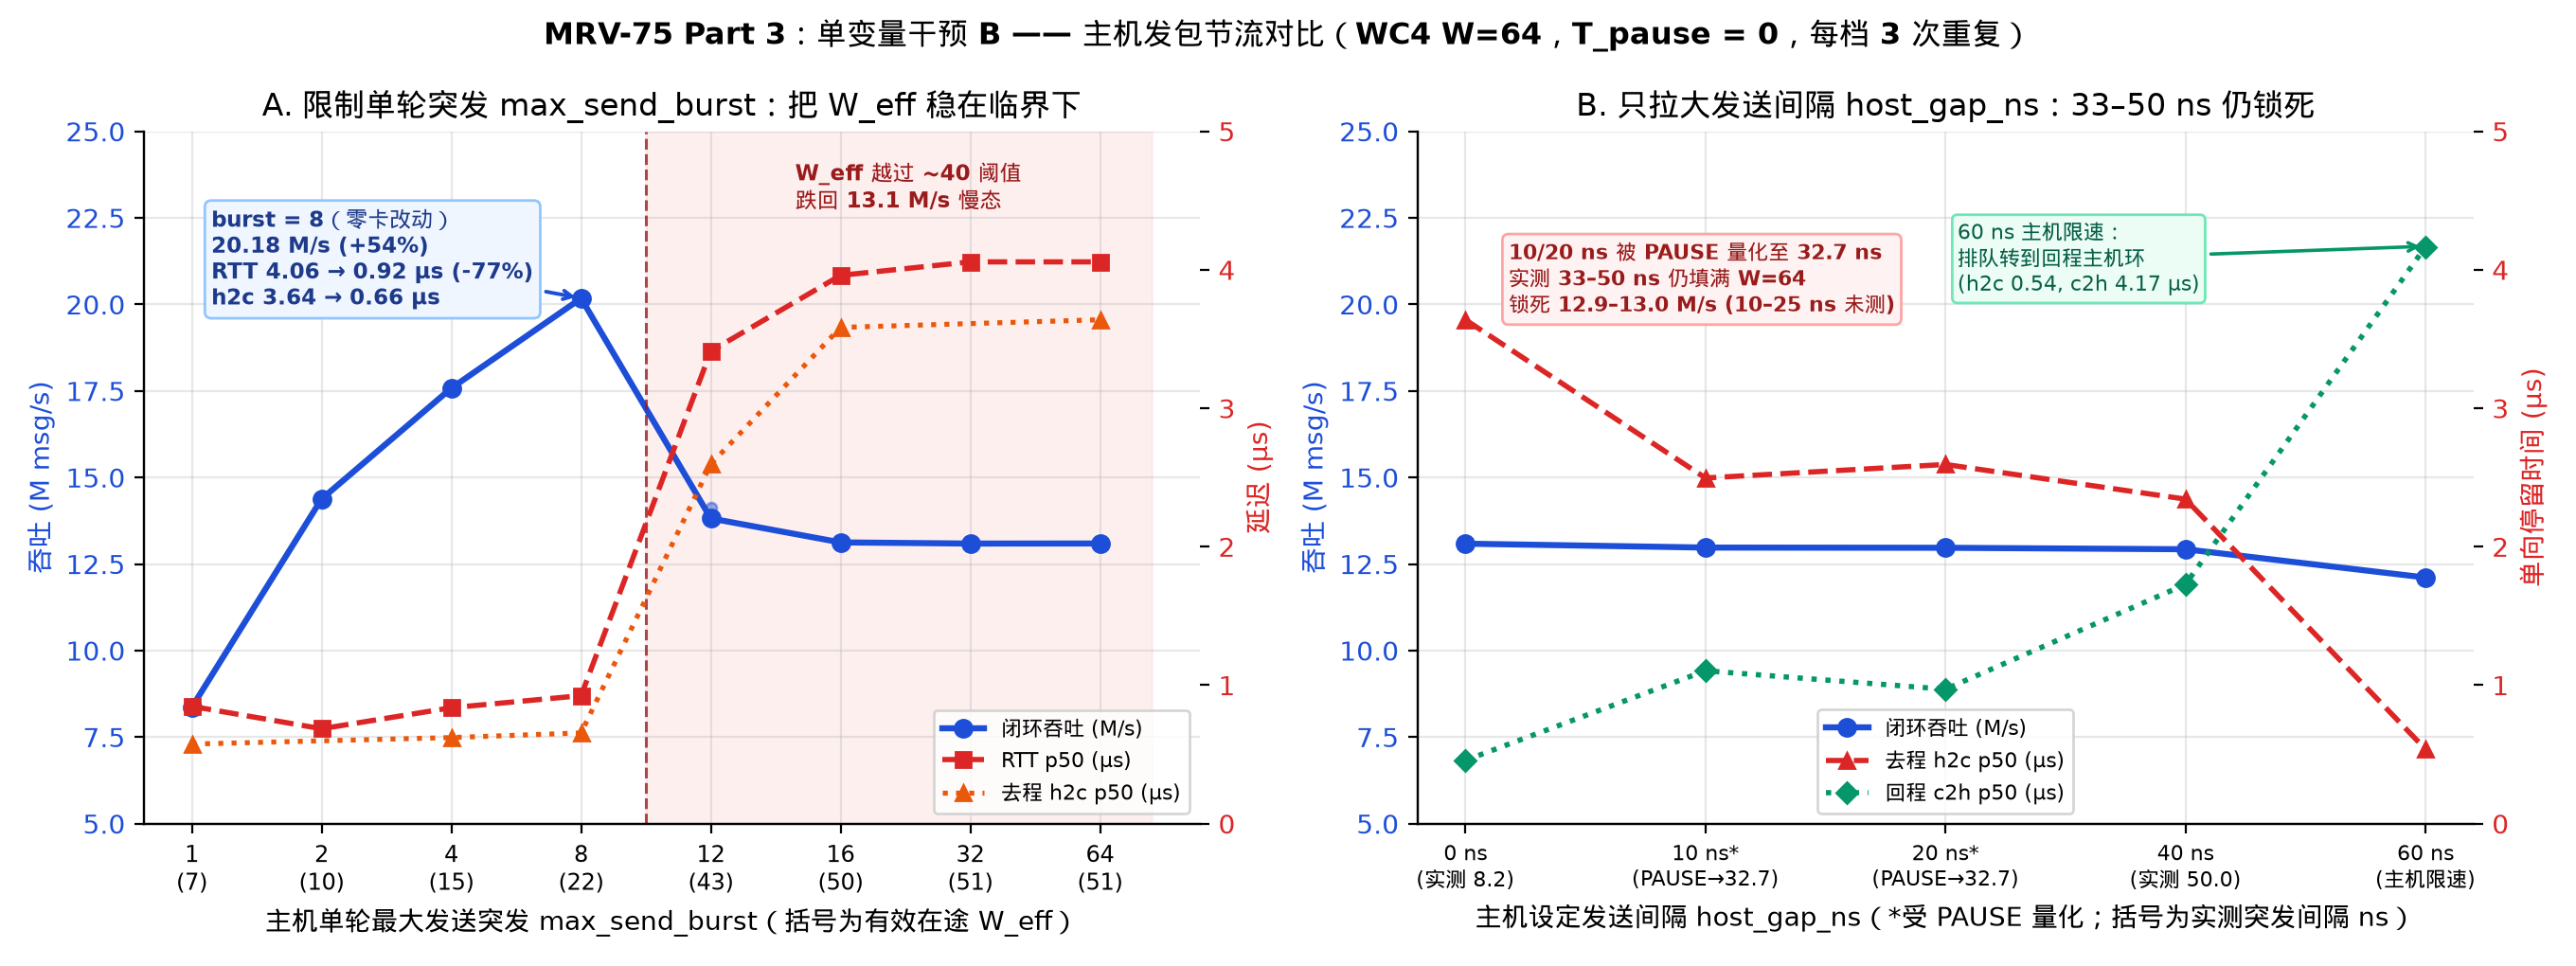 MRV-75 Part 3：单变量干预 B —— 主机发包节流对比（WC4 W=64，T_pause = 0，每档 3 次重复）
A. 限制单轮突发 max_send_burst：把 W_eff 稳在临界下
25.0
22.5
20.0
17.5
15.0
12.5
10.0
7.5
5.0
吞吐 (M msg/s)
5
4
3
2
1
0
延迟 (µs)
W_eff 越过 ~40 阈值
跌回 13.1 M/s 慢态
burst = 8（零卡改动）
20.18 M/s (+54%)
RTT 4.06 → 0.92 µs (-77%)
h2c 3.64 → 0.66 µs
闭环吞吐 (M/s)
RTT p50 (µs)
去程 h2c p50 (µs)
1 2 4 8 12 16 32 64
(7) (10) (15) (22) (43) (50) (51) (51)
主机单轮最大发送突发 max_send_burst（括号为有效在途 W_eff）
B. 只拉大发送间隔 host_gap_ns：33–50 ns 仍锁死
25.0
22.5
20.0
17.5
15.0
12.5
10.0
7.5
5.0
吞吐 (M msg/s)
5
4
3
2
1
0
单向停留时间 (µs)
10/20 ns 被 PAUSE 量化至 32.7 ns
实测 33–50 ns 仍填满 W=64
锁死 12.9–13.0 M/s (10–25 ns 未测)
60 ns 主机限速：
排队转到回程主机环
(h2c 0.54, c2h 4.17 µs)
闭环吞吐 (M/s)
去程 h2c p50 (µs)
回程 c2h p50 (µs)
0 ns 10 ns* 20 ns* 40 ns 60 ns
(实测 8.2) (PAUSE→32.7) (PAUSE→32.7) (实测 50.0) (主机限速)
主机设定发送间隔 host_gap_ns（*受 PAUSE 量化；括号为实测突发间隔 ns）